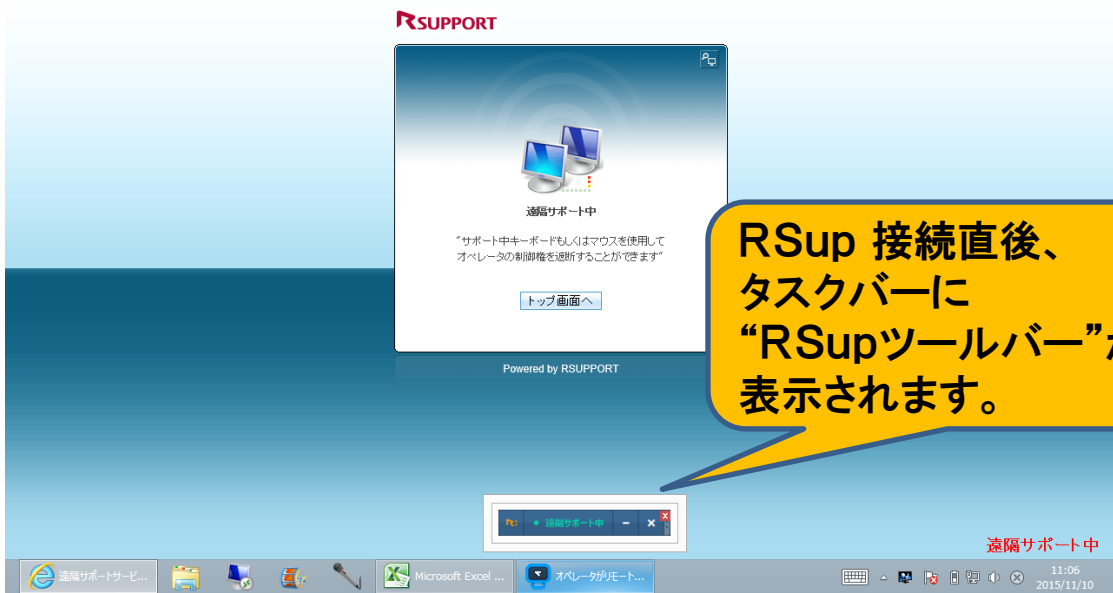 RSUPPORT
遠隔サポート中
“サポート中キーボードもしくはマウスを使用して
オペレータの制御権を遮断することができます”
トップ画面へ
Powered by RSUPPORT
RSup 接続直後、
タスクバーに
“RSupツールバー”が
表示されます。
遠隔サポート中
遠隔サポート中
遠隔サポートサービ...
Microsoft Excel ...
オペレータがリモート...
11:06
2015/11/10